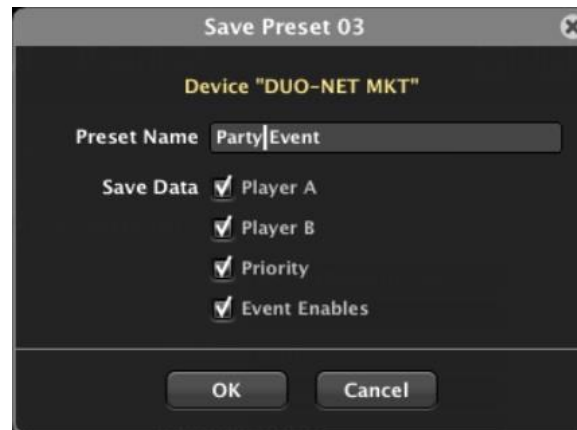 Save Preset 03
Device "DUO-NET MKT"
Preset Name Party Event
Save Data Player A
Player B
Priority
Event Enables
OK Cancel